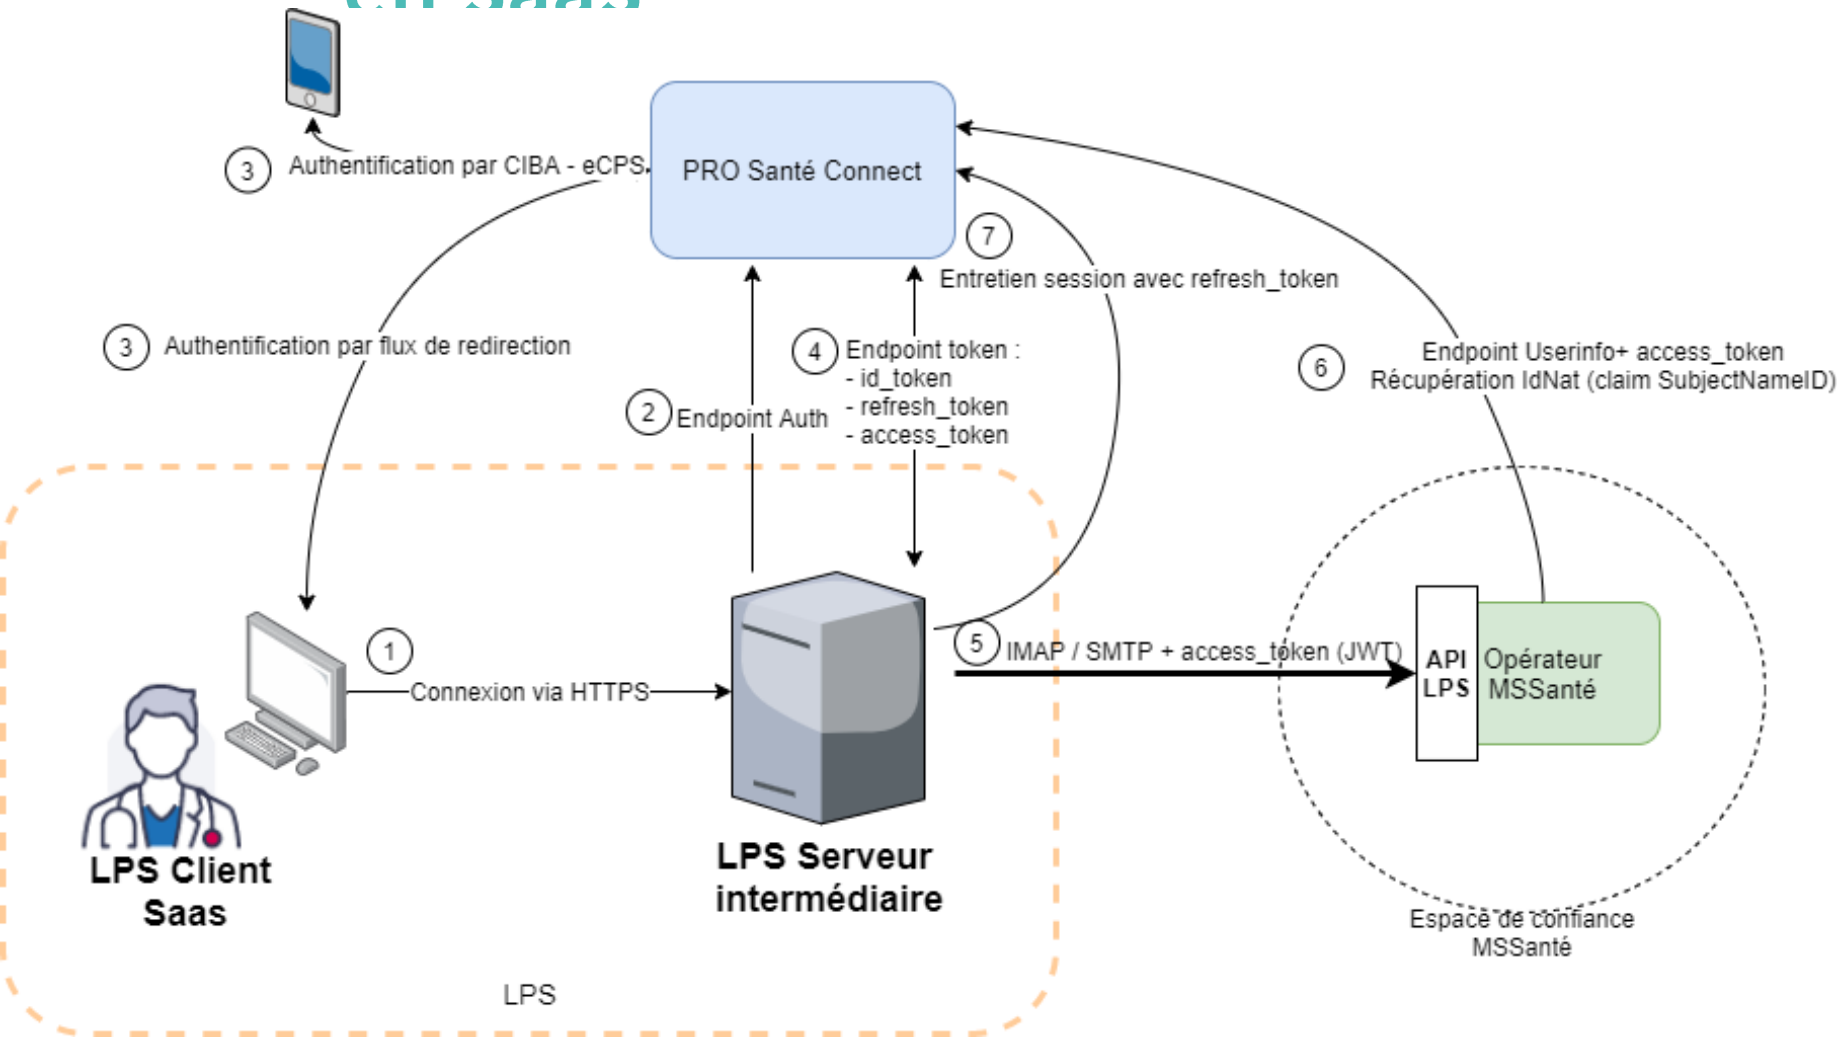 en SaaS
3
Authentification par CIBA - eCPS
PRO Santé Connect
7
Entretien session avec refresh_token
3
Authentification par flux de redirection
4
Endpoint token :
- id_token
- refresh_token
- access_token
2
Endpoint Auth
6
Endpoint Userinfo+ access_token
Récupération IdNat (claim SubjectNameID)
1
Connexion via HTTPS
5
IMAP / SMTP + access_token (JWT)
API
LPS
Opérateur
MSSanté
LPS Client
Saas
LPS Serveur
intermédiaire
Espace de confiance
MSSanté
LPS